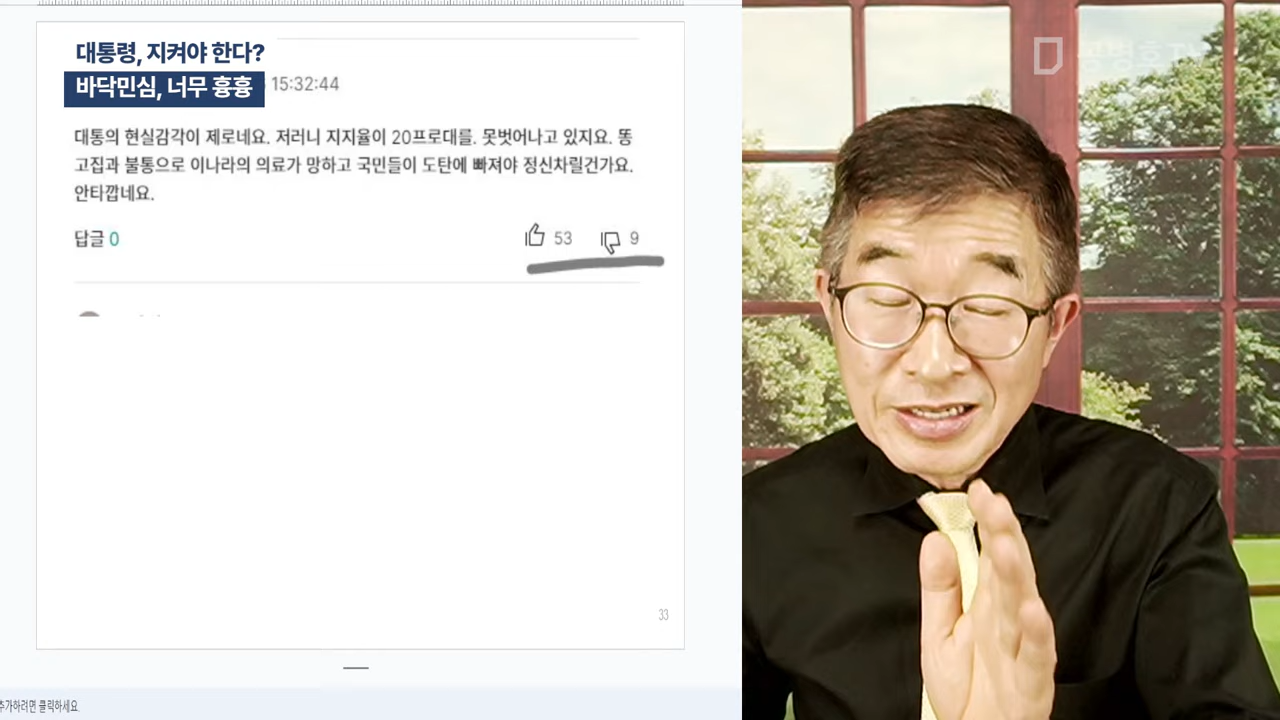 대통령, 지켜야 한다?
바닥민심, 너무 흉흉
15:32:44
대통의 현실감각이 제로네요. 저러니 지지율이 20프로대를. 못벗어나고 있지요. 똥
고집과 불통으로 이나라의 의료가 망하고 국민들이 도탄에 빠져야 정신차릴건가요.
안타깝네요.
답글 0
53 9
33
추가하려면 클릭하세요.
공병호TV